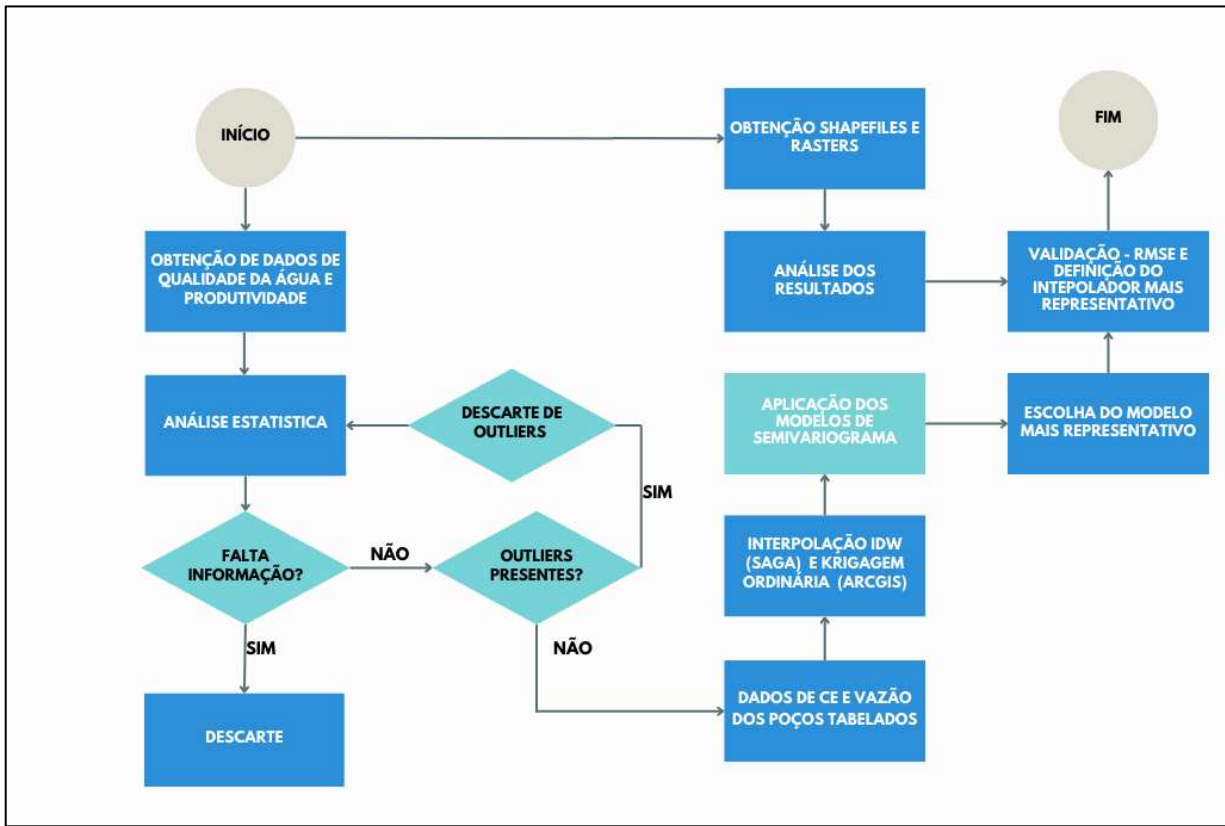 INÍCIO
OBTENÇÃO SHAPEFILES E
RASTERS
FIM
OBTENÇÃO DE DADOS DE
QUALIDADE DA ÁGUA E
PRODUTIVIDADE
ANÁLISE DOS
RESULTADOS
VALIDAÇÃO - RMSE E
DEFINIÇÃO DO
INTEPOLADOR MAIS
REPRESENTATIVO
ANÁLISE ESTATISTICA
DESCARTE DE
OUTLIERS
APLICAÇÃO DOS
MODELOS DE
SEMIVARIOGRAMA
ESCOLHA DO MODELO
MAIS REPRESENTATIVO
SIM
FALTA
INFORMAÇÃO?
NÃO
OUTLIERS
PRESENTES?
INTERPOLAÇÃO IDW
(SAGA) E KRIGAGEM
ORDINÁRIA (ARCGIS)
SIM
NÃO
DESCARTE
DADOS DE CE E VAZÃO
DOS POÇOS TABELADOS